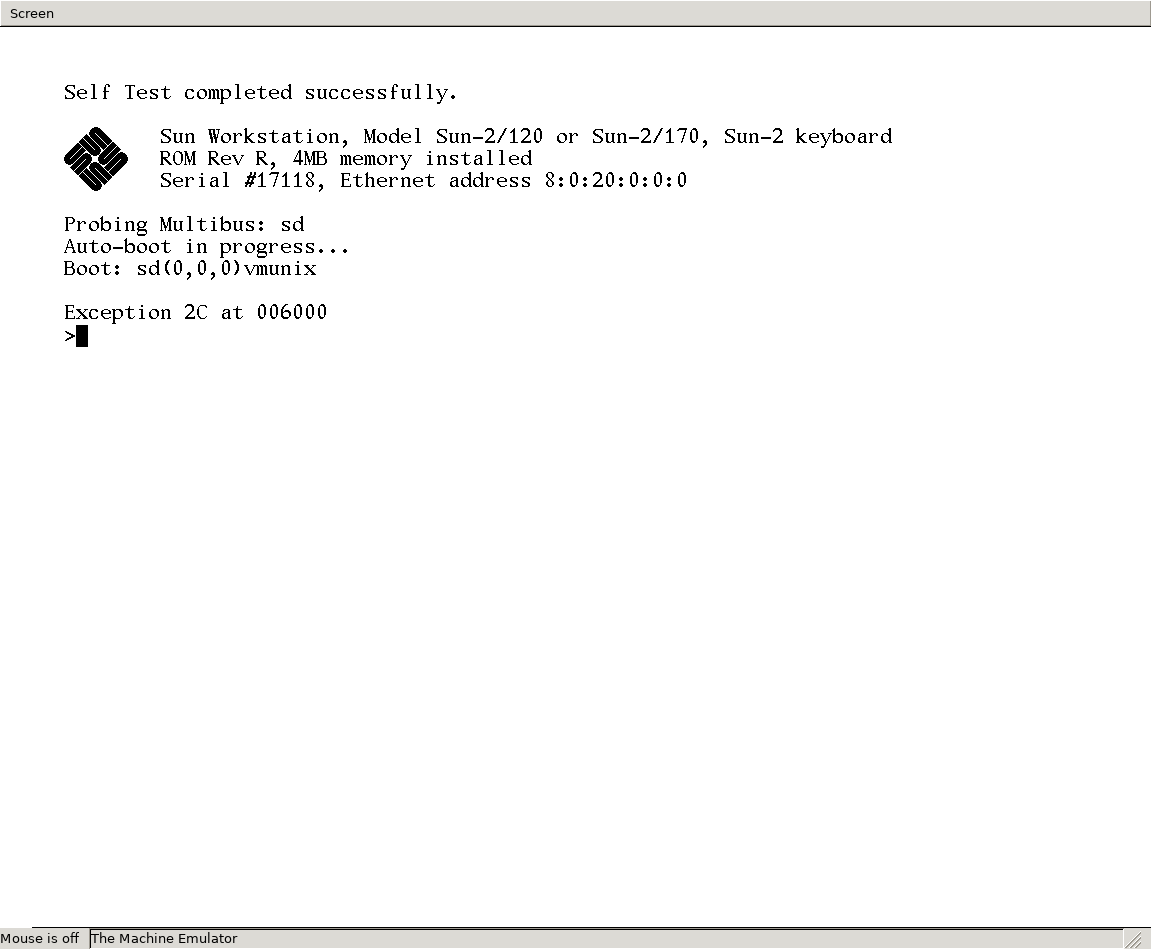 Screen
Self Test completed successfully.
Sun Workstation, Model Sun-2/120 or Sun-2/170, Sun-2 keyboard
ROM Rev R, 4MB memory installed
Serial #17118, Ethernet address 8:0:20:0:0:0
Probing Multibus: sd
Auto-boot in progress...
Boot: sd(0,0,0)vmunix
Exception 2C at 006000
>
Mouse is off The Machine Emulator